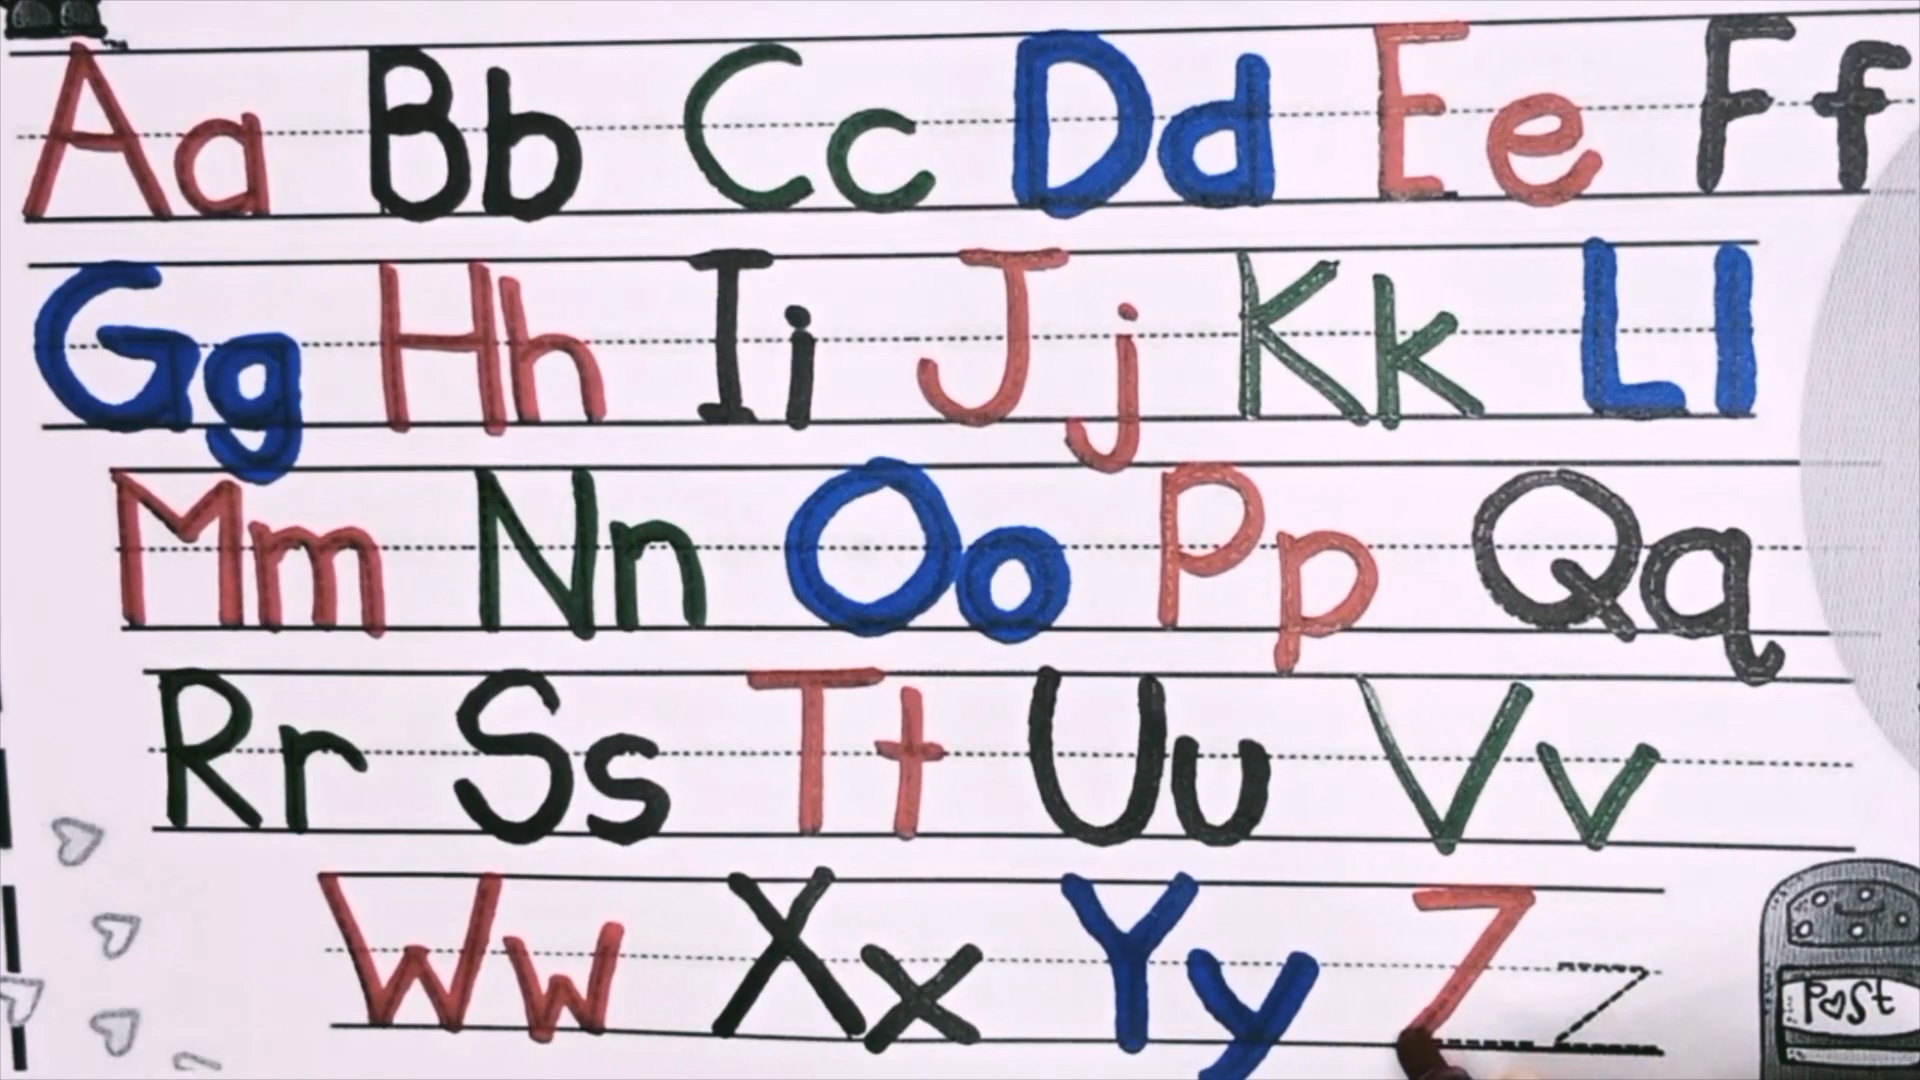 Aa Bb Cc Dd Ee Ff
Gg Hh Ii Jj Kk Ll
Mm Nn Oo Pp Qq
Rr Ss Tt Uu Vv
Ww Xx Yy Zz
Post